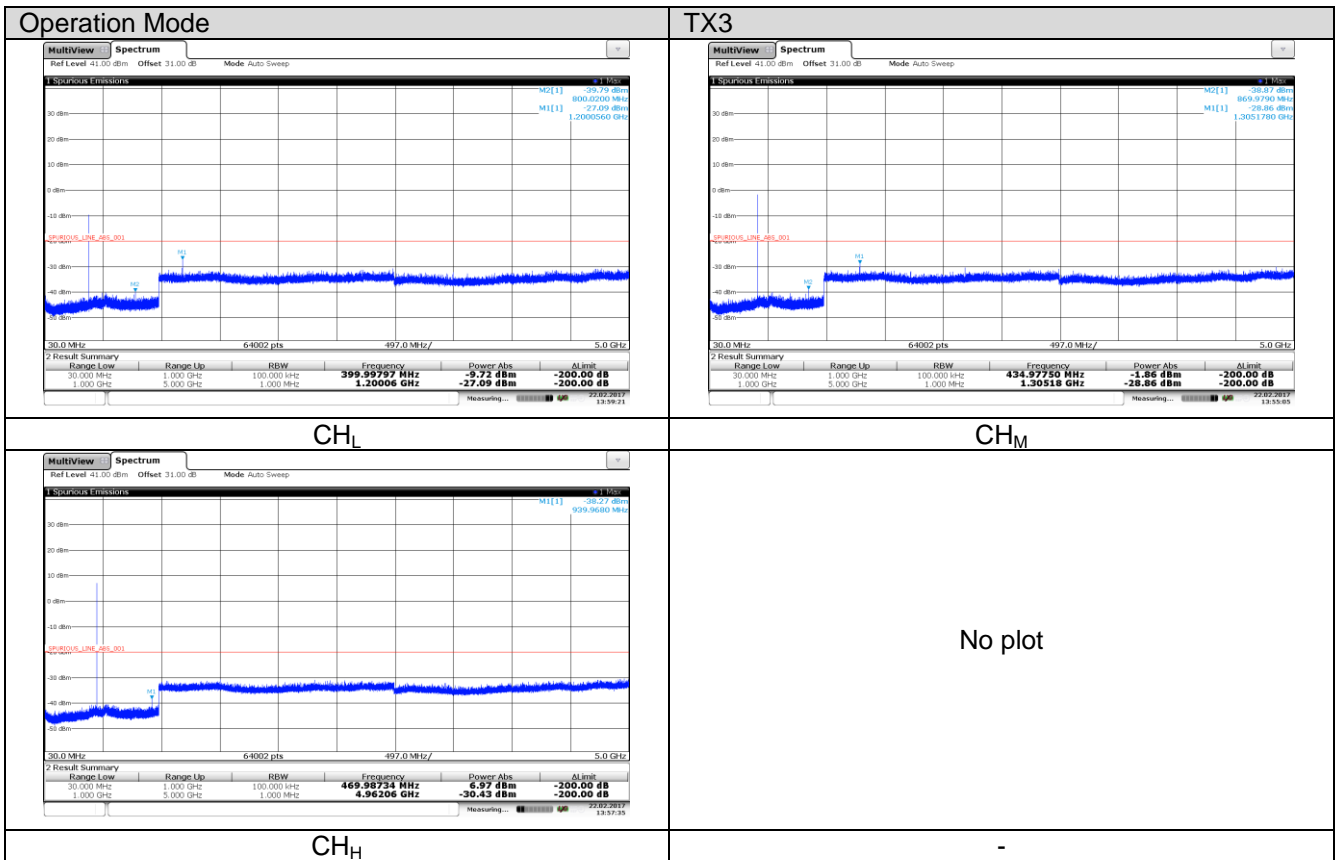 Operation Mode
TX3
MultiView Spectrum
Ref Level 41.00 dBm Offset 31.00 dB Mode Auto Sweep
1 Spurious Emissions 1 Max
M2[1] -39.79 dBm
800.0200 MHz
M1[1] -27.09 dBm
1.2000560 GHz
30 dBm
20 dBm
10 dBm
0 dBm
-10 dBm
SPURIOUS_LINE_ABS_001
-20 dBm
M1
-30 dBm
M2
-40 dBm
-50 dBm
30.0 MHz 64002 pts 497.0 MHz/ 5.0 GHz
2 Result Summary
Range Low Range Up RBW Frequency Power Abs ΔLimit
30.000 MHz 1.000 GHz 100.000 kHz 399.99797 MHz -9.72 dBm -200.00 dB
1.000 GHz 5.000 GHz 1.000 MHz 1.20006 GHz -27.09 dBm -200.00 dB
Measuring... 22.02.2017
13:59:21
MultiView Spectrum
Ref Level 41.00 dBm Offset 31.00 dB Mode Auto Sweep
1 Spurious Emissions 1 Max
M2[1] -38.87 dBm
869.9790 MHz
M1[1] -28.86 dBm
1.3051780 GHz
30 dBm
20 dBm
10 dBm
0 dBm
-10 dBm
SPURIOUS_LINE_ABS_001
-20 dBm
M1
-30 dBm
M2
-40 dBm
-50 dBm
30.0 MHz 64002 pts 497.0 MHz/ 5.0 GHz
2 Result Summary
Range Low Range Up RBW Frequency Power Abs ΔLimit
30.000 MHz 1.000 GHz 100.000 kHz 434.97750 MHz -1.86 dBm -200.00 dB
1.000 GHz 5.000 GHz 1.000 MHz 1.30518 GHz -28.86 dBm -200.00 dB
Measuring... 22.02.2017
13:55:05
CHL
CHM
MultiView Spectrum
Ref Level 41.00 dBm Offset 31.00 dB Mode Auto Sweep
1 Spurious Emissions 1 Max
M1[1] -38.27 dBm
939.9680 MHz
30 dBm
20 dBm
10 dBm
0 dBm
-10 dBm
SPURIOUS_LINE_ABS_001
-20 dBm
-30 dBm
M1
-40 dBm
-50 dBm
30.0 MHz 64002 pts 497.0 MHz/ 5.0 GHz
2 Result Summary
Range Low Range Up RBW Frequency Power Abs ΔLimit
30.000 MHz 1.000 GHz 100.000 kHz 469.98734 MHz 6.97 dBm -200.00 dB
1.000 GHz 5.000 GHz 1.000 MHz 4.96206 GHz -30.43 dBm -200.00 dB
Measuring... 22.02.2017
13:57:35
No plot
CHH
-